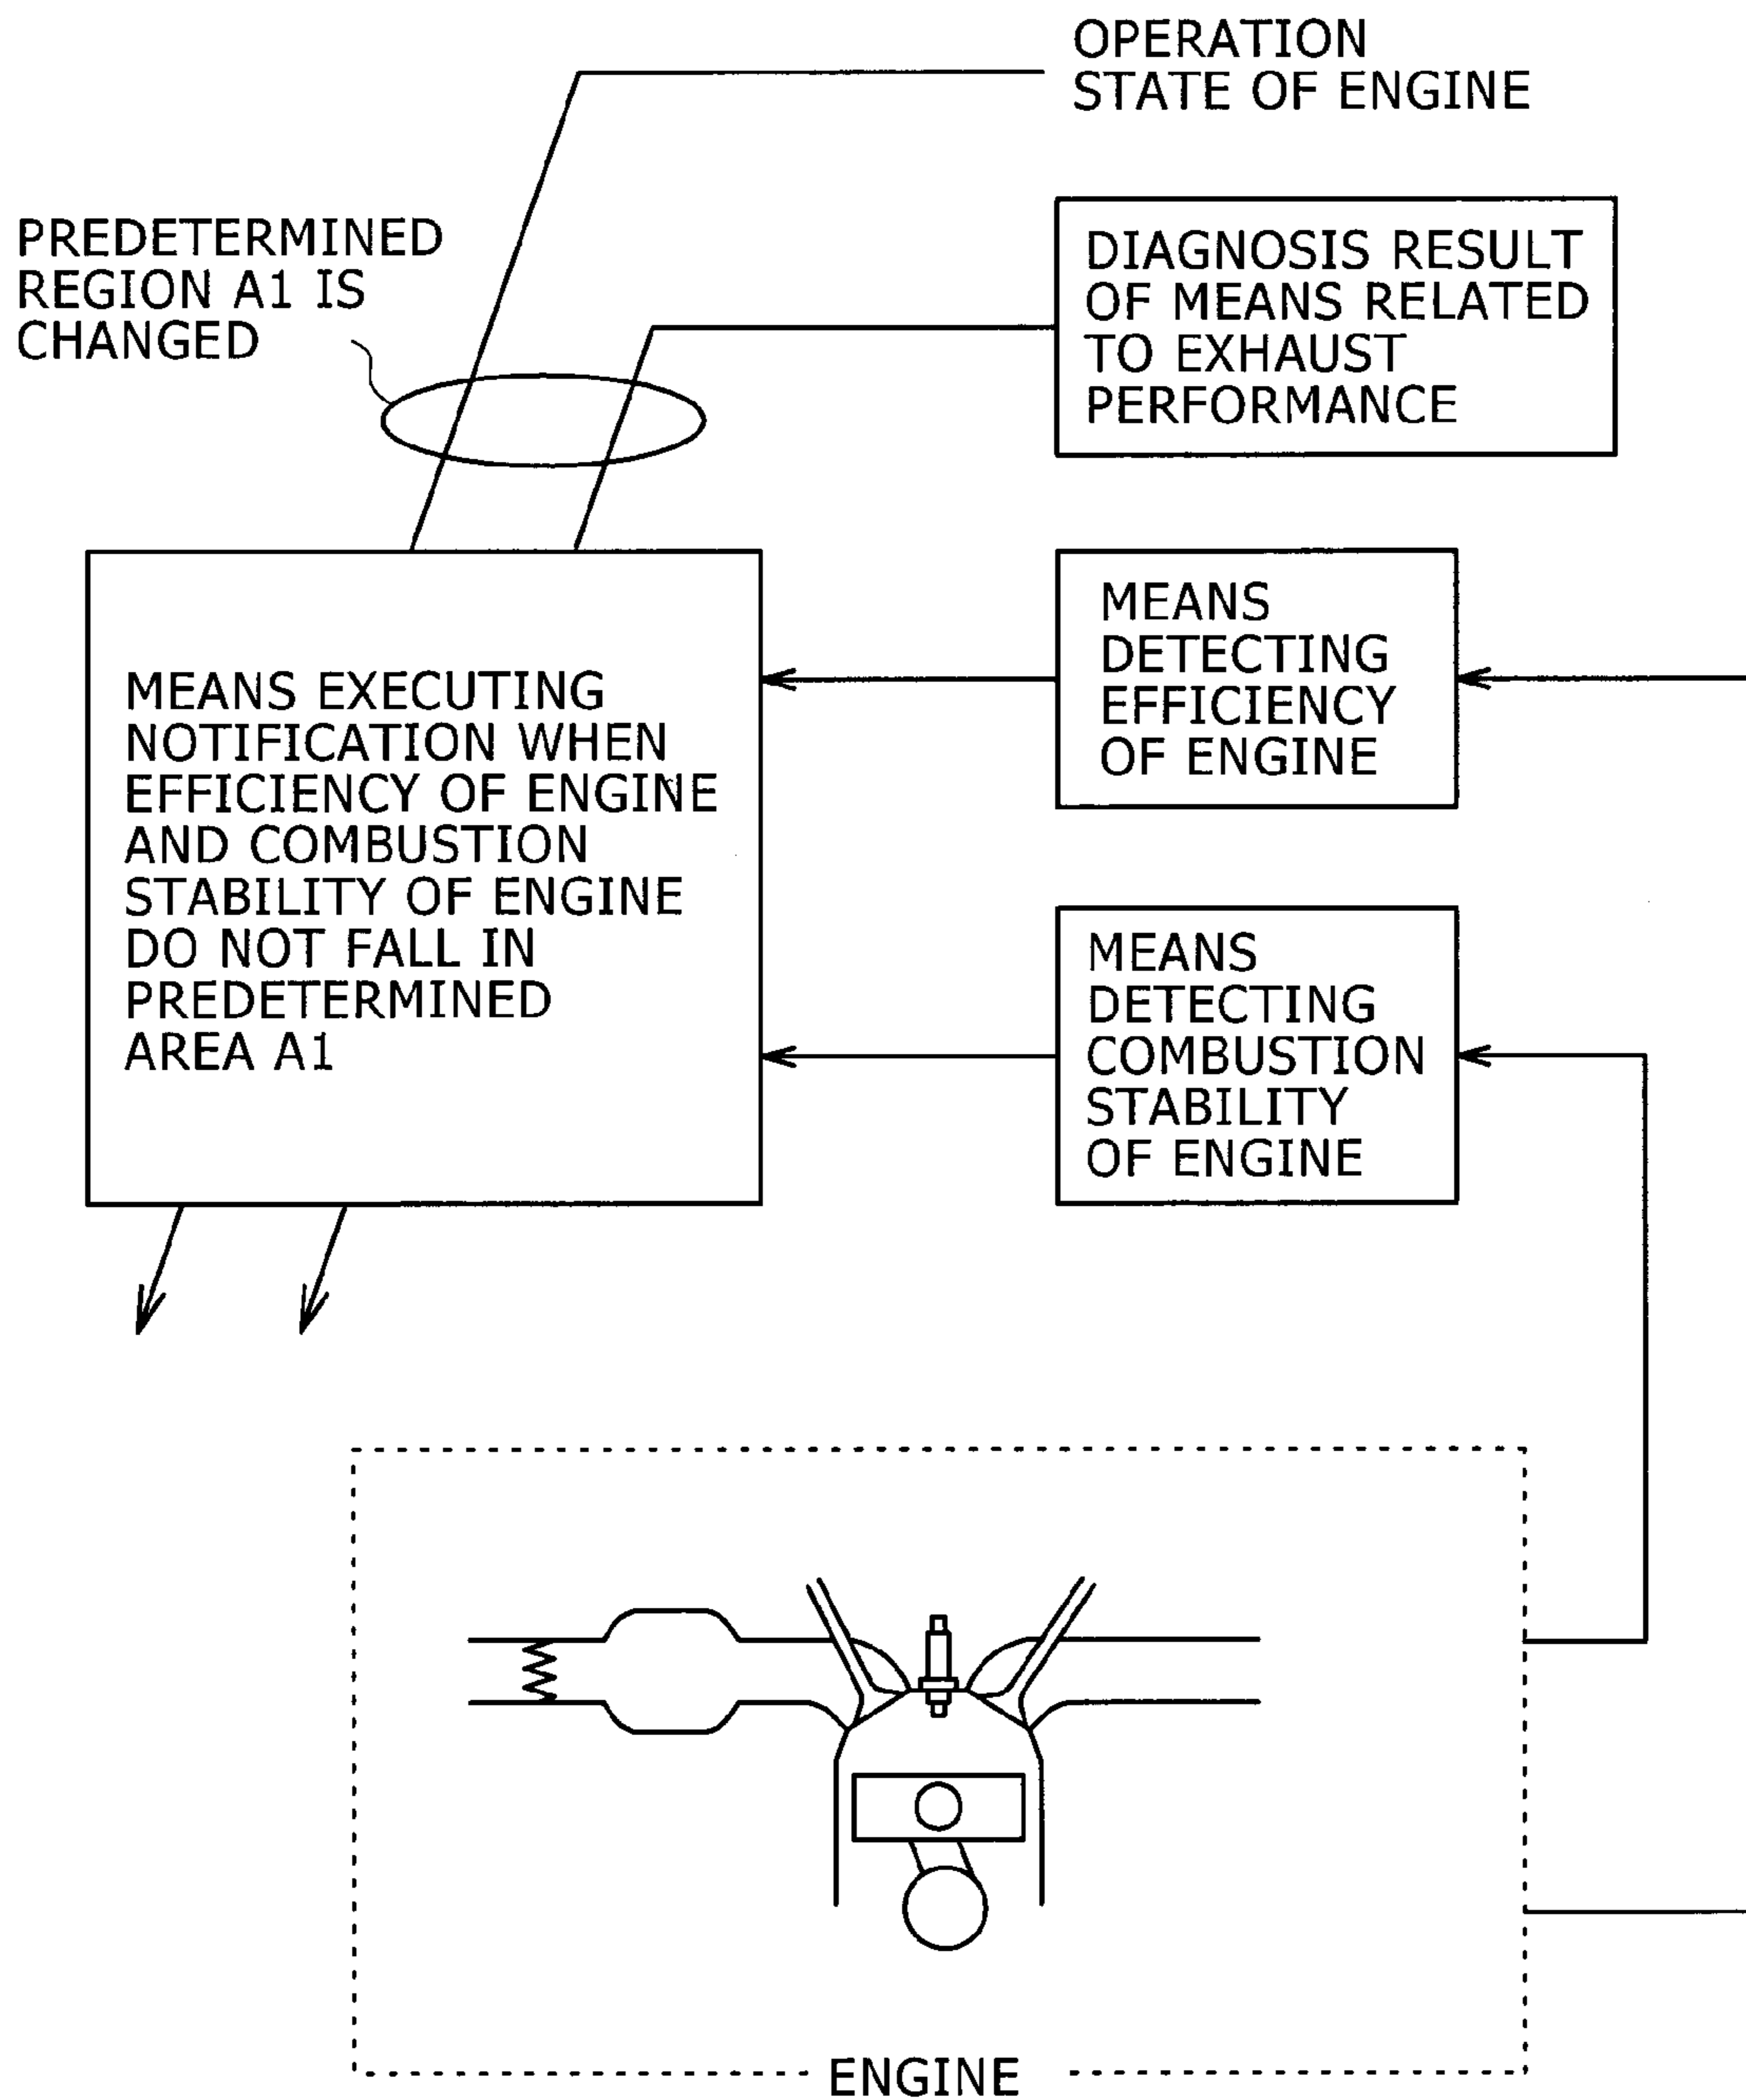 OPERATION
STATE OF ENGINE
PREDETERMINED
REGION A1 IS
CHANGED
DIAGNOSIS RESULT
OF MEANS RELATED
TO EXHAUST
PERFORMANCE
MEANS EXECUTING
NOTIFICATION WHEN
EFFICIENCY OF ENGINE
AND COMBUSTION
STABILITY OF ENGINE
DO NOT FALL IN
PREDETERMINED
AREA A1
MEANS
DETECTING
EFFICIENCY
OF ENGINE
MEANS
DETECTING
COMBUSTION
STABILITY
OF ENGINE
ENGINE